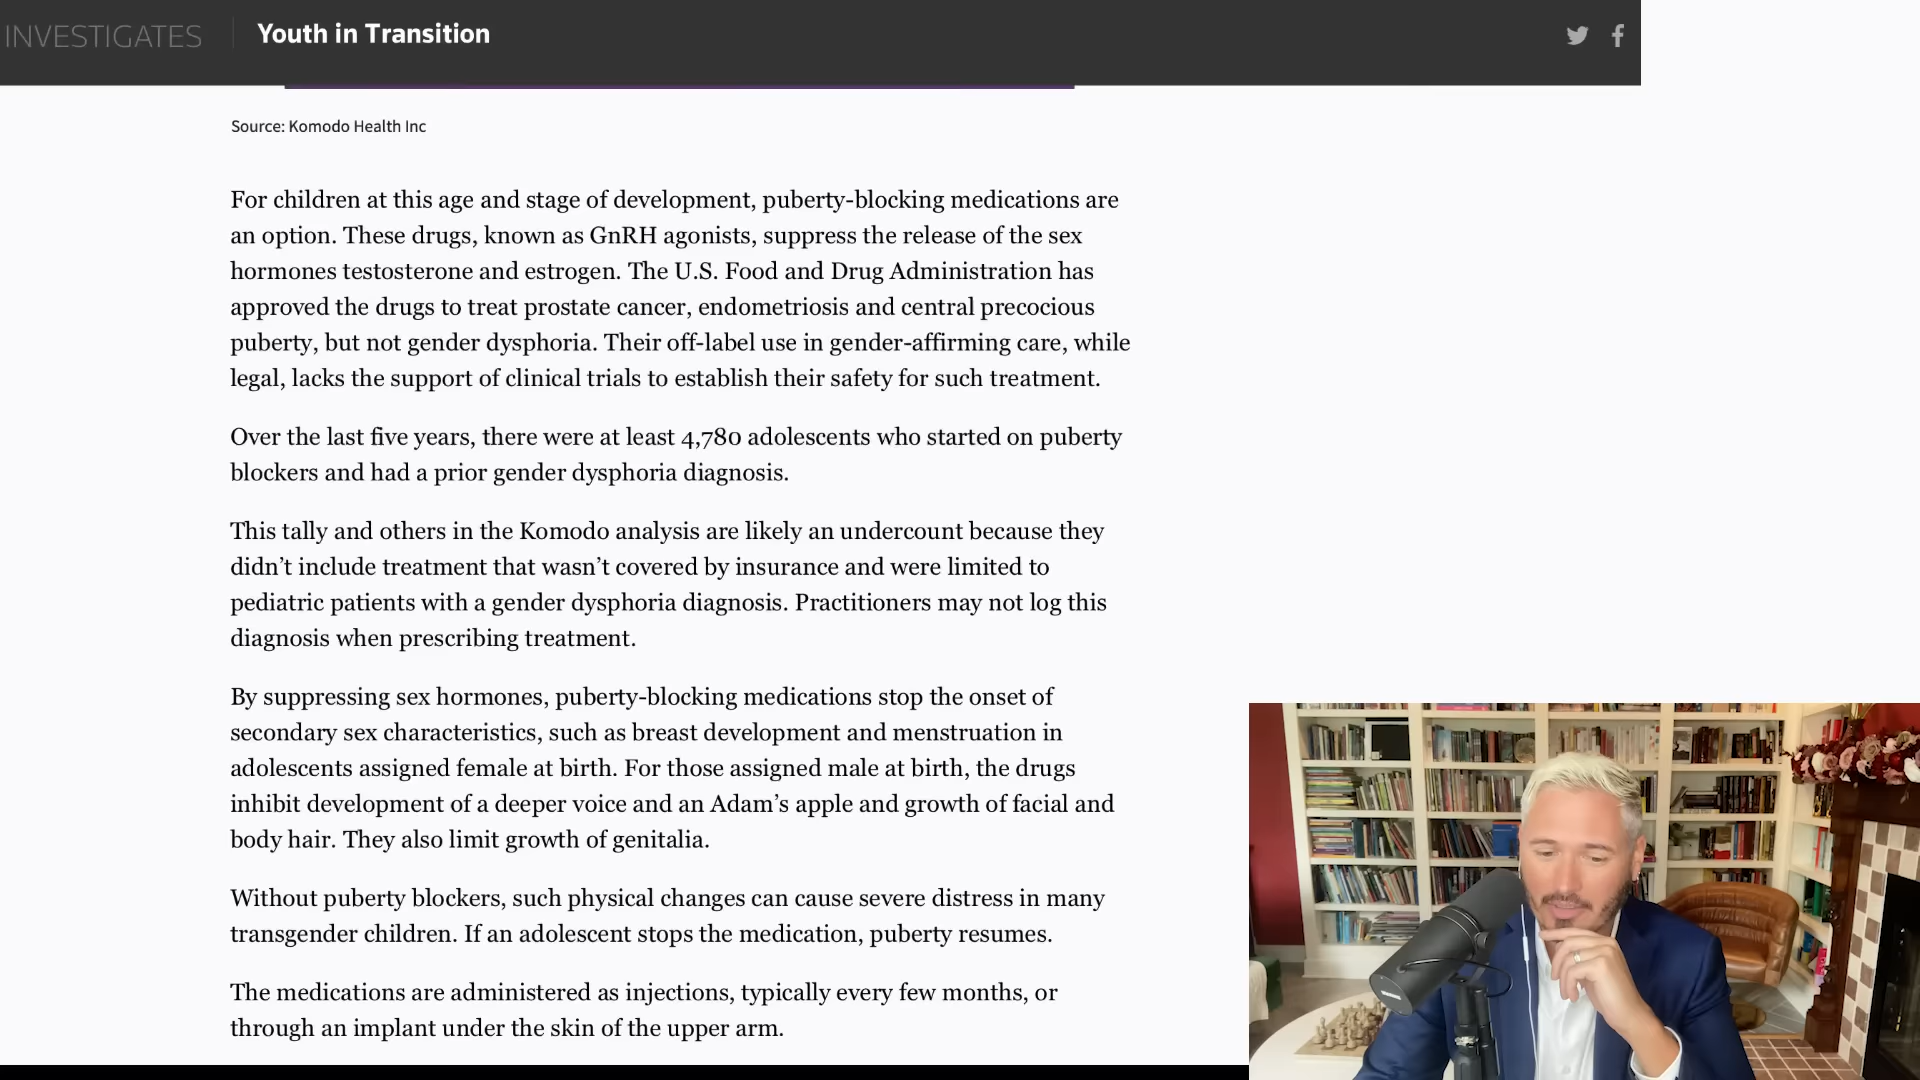 INVESTIGATES
Youth in Transition
Source: Komodo Health Inc
For children at this age and stage of development, puberty-blocking medications are
an option. These drugs, known as GnRH agonists, suppress the release of the sex
hormones testosterone and estrogen. The U.S. Food and Drug Administration has
approved the drugs to treat prostate cancer, endometriosis and central precocious
puberty, but not gender dysphoria. Their off-label use in gender-affirming care, while
legal, lacks the support of clinical trials to establish their safety for such treatment.
Over the last five years, there were at least 4,780 adolescents who started on puberty
blockers and had a prior gender dysphoria diagnosis.
This tally and others in the Komodo analysis are likely an undercount because they
didn’t include treatment that wasn’t covered by insurance and were limited to
pediatric patients with a gender dysphoria diagnosis. Practitioners may not log this
diagnosis when prescribing treatment.
By suppressing sex hormones, puberty-blocking medications stop the onset of
secondary sex characteristics, such as breast development and menstruation in
adolescents assigned female at birth. For those assigned male at birth, the drugs
inhibit development of a deeper voice and an Adam’s apple and growth of facial and
body hair. They also limit growth of genitalia.
Without puberty blockers, such physical changes can cause severe distress in many
transgender children. If an adolescent stops the medication, puberty resumes.
The medications are administered as injections, typically every few months, or
through an implant under the skin of the upper arm.